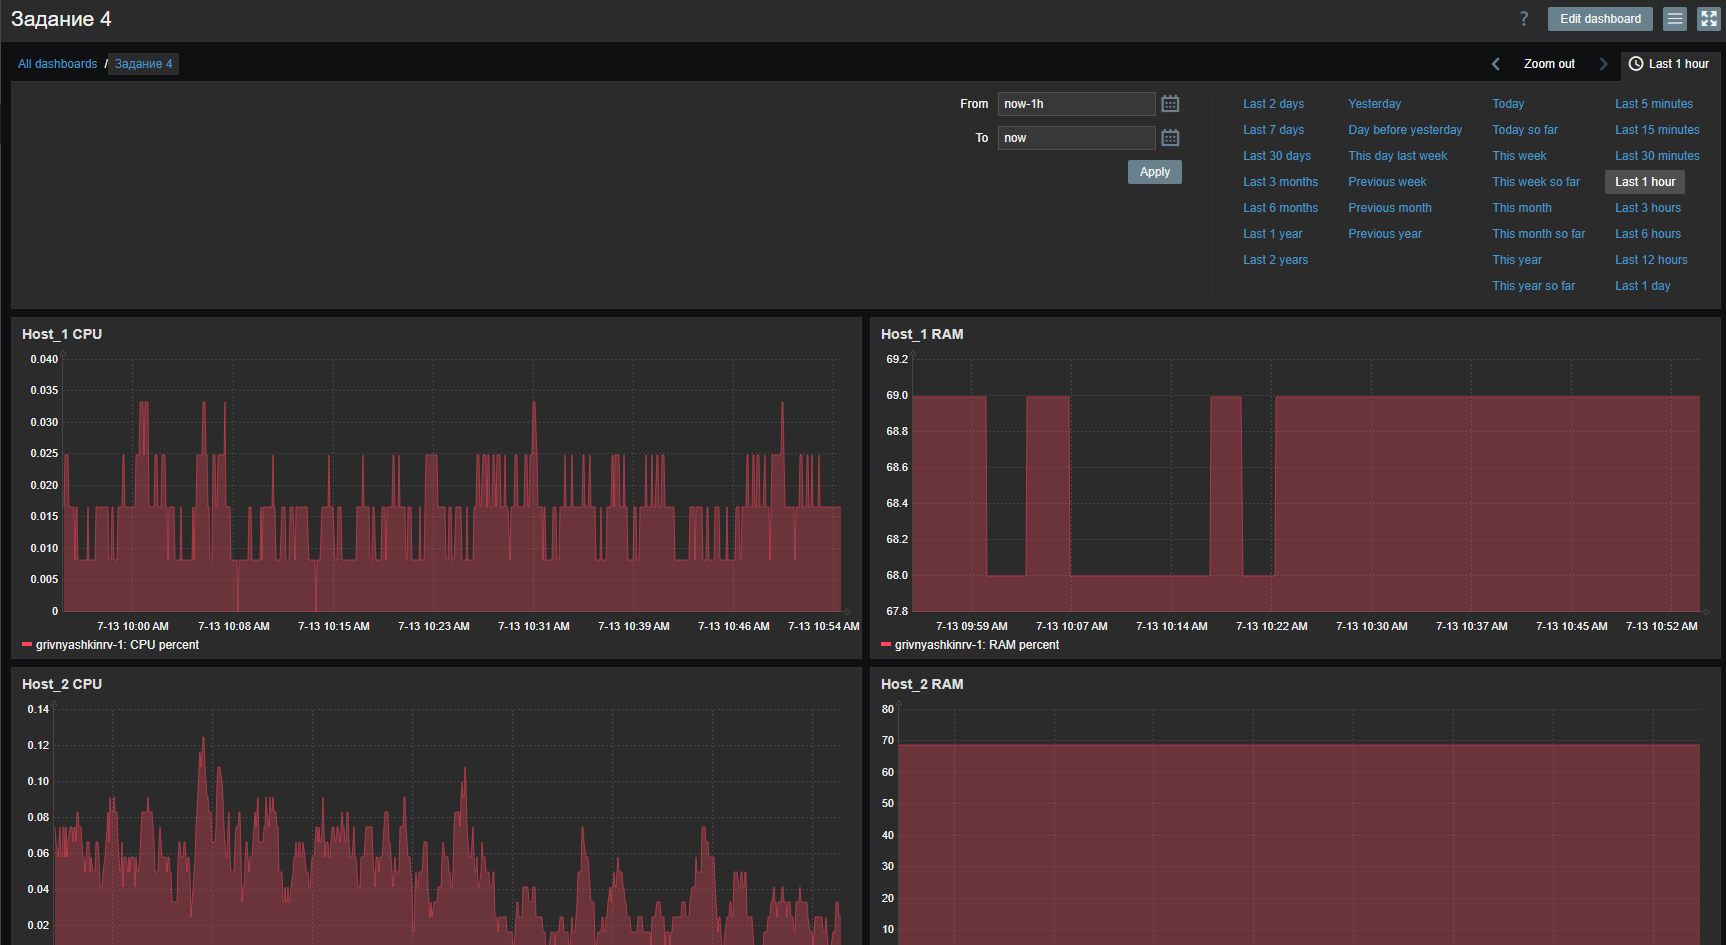 Задание 4
? Edit dashboard
All dashboards / Задание 4
Zoom out Last 1 hour
From now-1h
To now
Apply
Last 2 days Yesterday Today Last 5 minutes
Last 7 days Day before yesterday Today so far Last 15 minutes
Last 30 days This day last week This week Last 30 minutes
Last 3 months Previous week This week so far Last 1 hour
Last 6 months Previous month This month Last 3 hours
Last 1 year Previous year This month so far Last 6 hours
Last 2 years This year Last 12 hours
This year so far Last 1 day
Host_1 CPU
0.040
0.035
0.030
0.025
0.020
0.015
0.010
0.005
0
7-13 10:00 AM 7-13 10:08 AM 7-13 10:15 AM 7-13 10:23 AM 7-13 10:31 AM 7-13 10:39 AM 7-13 10:46 AM 7-13 10:54 AM
grivnyashkinrv-1: CPU percent
Host_1 RAM
69.2
69.0
68.8
68.6
68.4
68.2
68.0
67.8
7-13 09:59 AM 7-13 10:07 AM 7-13 10:14 AM 7-13 10:22 AM 7-13 10:30 AM 7-13 10:37 AM 7-13 10:45 AM 7-13 10:52 AM
grivnyashkinrv-1: RAM percent
Host_2 CPU
0.14
0.12
0.10
0.08
0.06
0.04
0.02
Host_2 RAM
80
70
60
50
40
30
20
10